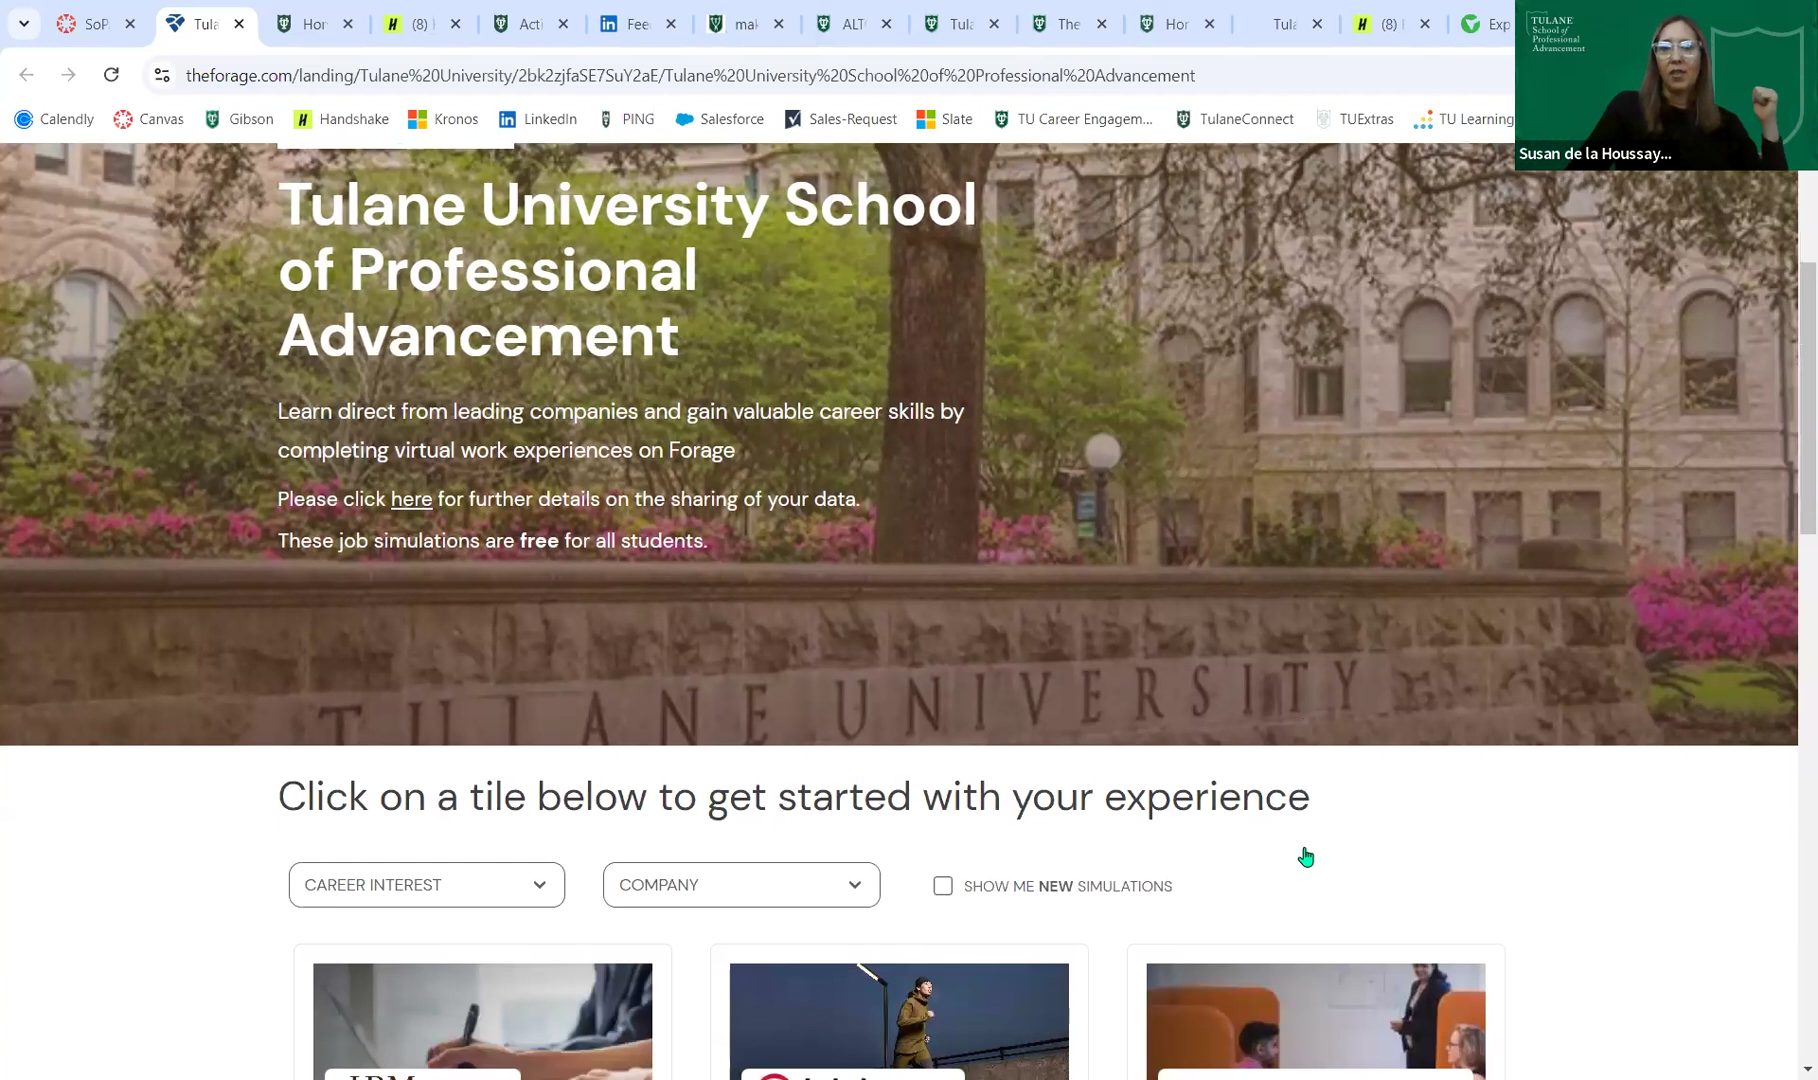 SoP
Tula
Hor
(8)
Acti
Fee
mak
ALT
Tula
The
Hor
Tula
(8)
Exp
theforage.com/landing/Tulane%20University/2bk2zjfaSE7SuY2aE/Tulane%20University%20School%20of%20Professional%20Advancement
Calendly
Canvas
Gibson
Handshake
Kronos
LinkedIn
PING
Salesforce
Sales-Request
Slate
TU Career Engagem...
TulaneConnect
TUExtras
TU Learning
TULANE
School of
Professional
Advancement
Susan de la Houssay...
Tulane University School
of Professional
Advancement
Learn direct from leading companies and gain valuable career skills by
completing virtual work experiences on Forage
Please click here for further details on the sharing of your data.
These job simulations are free for all students.
TULANE UNIVERSITY
Click on a tile below to get started with your experience
CAREER INTEREST
COMPANY
SHOW ME NEW SIMULATIONS